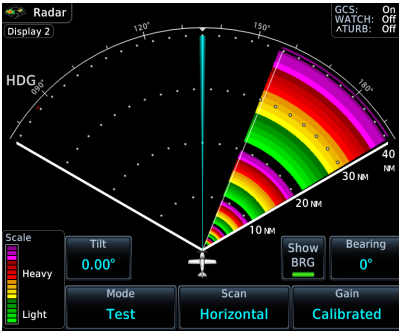 Radar
GCS: On
WATCH: Off
^TURB: Off
Display 2
120°
150°
HDG
090°
180°
40
NM
30 NM
20 NM
10 NM
Scale
Heavy
Light
Tilt
0.00°
Show
BRG
Bearing
0°
Mode
Test
Scan
Horizontal
Gain
Calibrated